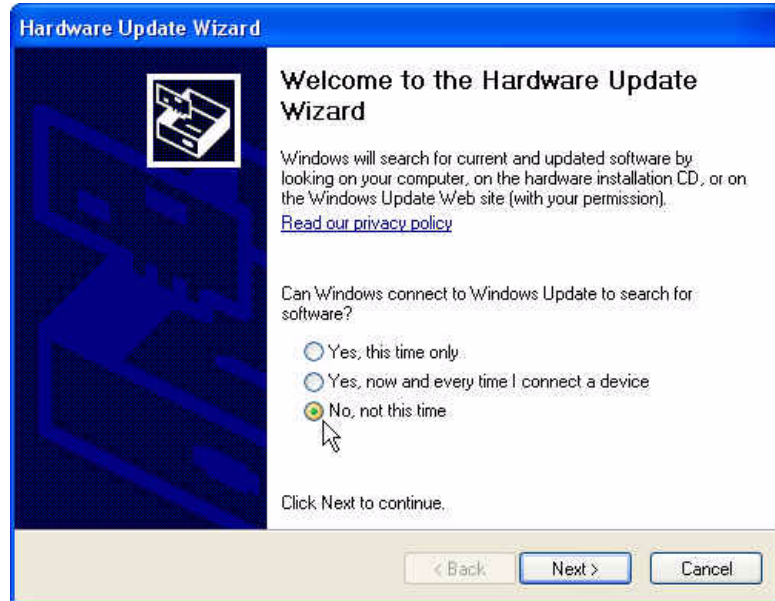 Hardware Update Wizard
Welcome to the Hardware Update
Wizard
Windows will search for current and updated software by
looking on your computer, on the hardware installation CD, or on
the Windows Update Web site (with your permission).
Read our privacy policy
Can Windows connect to Windows Update to search for
software?
Yes, this time only
Yes, now and every time I connect a device
No, not this time
Click Next to continue.
< Back
Next >
Cancel